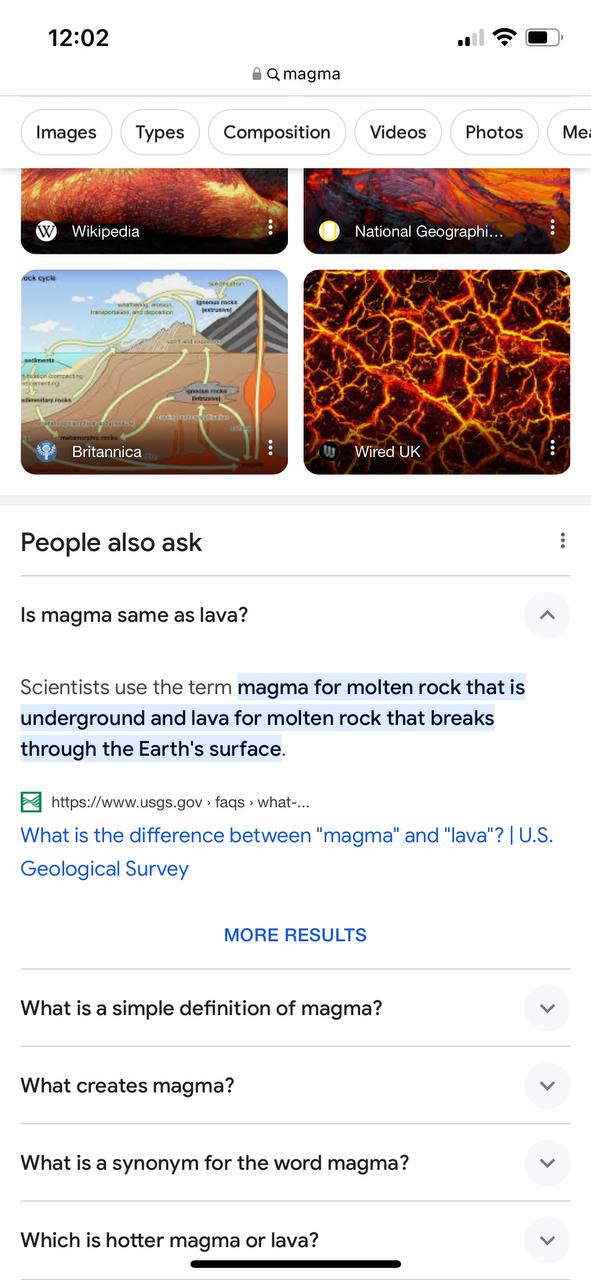 12:02
magma
Images
Types
Composition
Videos
Photos
Mea
Wikipedia
National Geographi...
ock cycle
weathering, erosion,
transportation, and deposition
igneous rocks
(extrusive)
sediments
uplift and exposure
igneous rocks
(intrusive)
sedimentary rocks
metamorphic rocks
Britannica
Wired UK
People also ask
Is magma same as lava?
Scientists use the term magma for molten rock that is
underground and lava for molten rock that breaks
through the Earth's surface.
https://www.usgs.gov › faqs › what-...
What is the difference between "magma" and "lava"? | U.S.
Geological Survey
MORE RESULTS
What is a simple definition of magma?
What creates magma?
What is a synonym for the word magma?
Which is hotter magma or lava?